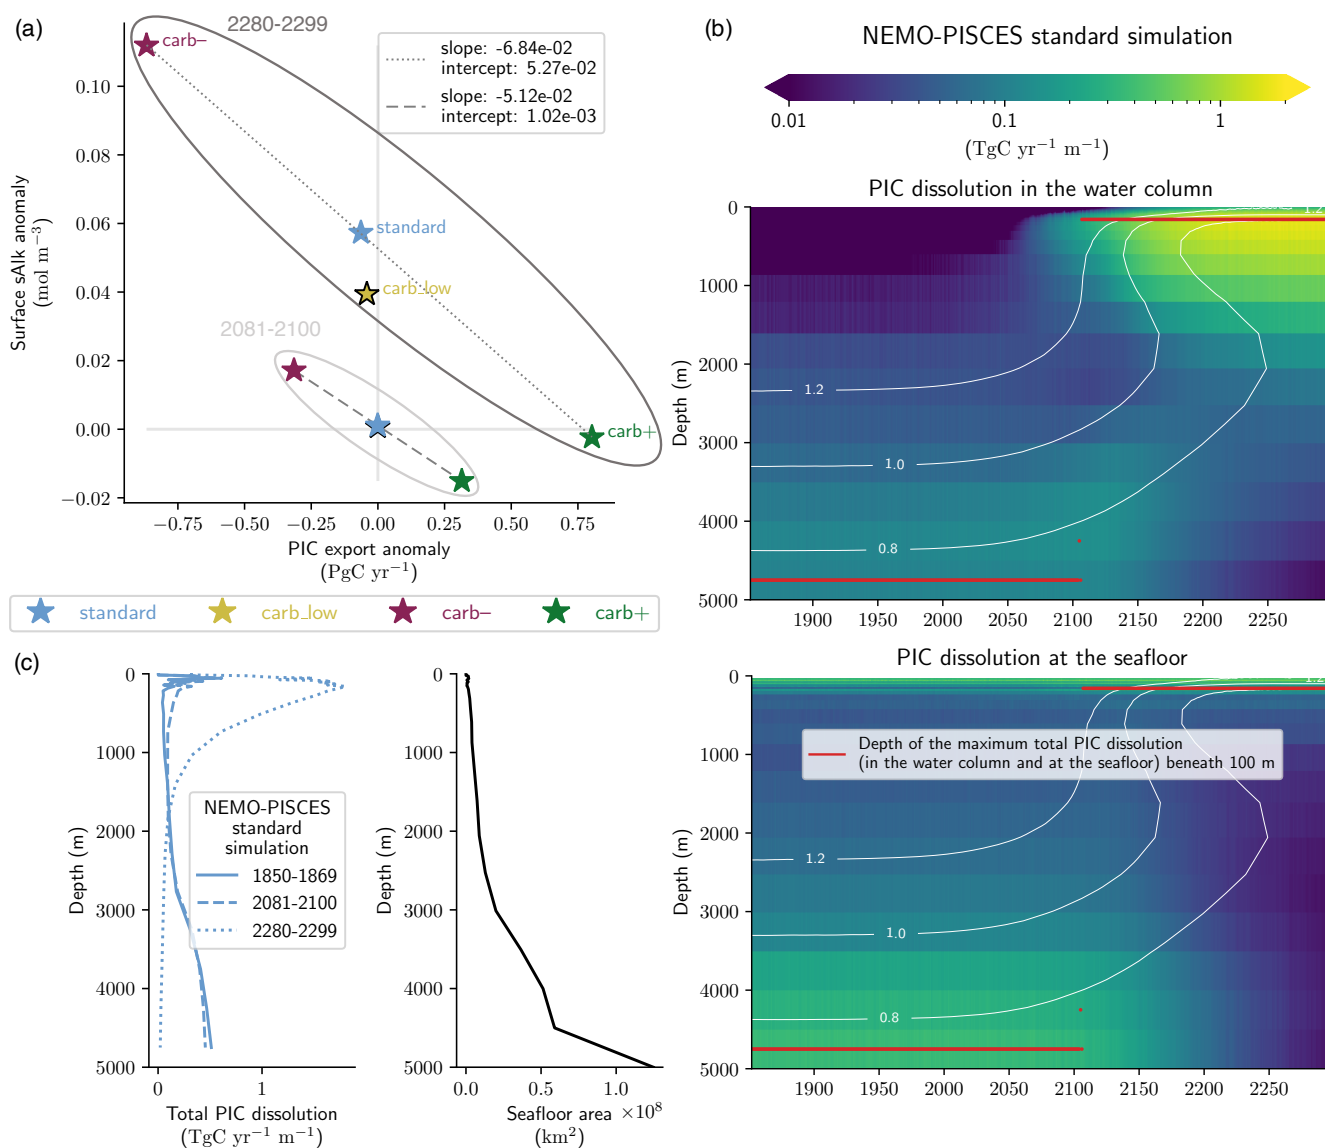 (a)
2280-2299
carb−
slope: -6.84e-02
intercept: 5.27e-02
slope: -5.12e-02
intercept: 1.02e-03
standard
carb_low
2081-2100
carb+
0.10
0.08
0.06
0.04
0.02
0.00
−0.02
Surface sAlk anomaly
(mol m⁻³)
−0.75
−0.50
−0.25
0.00
0.25
0.50
0.75
PIC export anomaly
(PgC yr⁻¹)
standard
carb_low
carb−
carb+
(b)
NEMO-PISCES standard simulation
0.01
0.1
1
(TgC yr⁻¹ m⁻¹)
PIC dissolution in the water column
0
1000
2000
3000
4000
5000
Depth (m)
1.2
1.2
1.0
0.8
1900
1950
2000
2050
2100
2150
2200
2250
PIC dissolution at the seafloor
0
1000
2000
3000
4000
5000
Depth (m)
1.2
Depth of the maximum total PIC dissolution
(in the water column and at the seafloor) beneath 100 m
1.2
1.0
0.8
1900
1950
2000
2050
2100
2150
2200
2250
(c)
0
1000
2000
3000
4000
5000
Depth (m)
NEMO-PISCES
standard
simulation
1850-1869
2081-2100
2280-2299
0
1
Total PIC dissolution
(TgC yr⁻¹ m⁻¹)
0
1000
2000
3000
4000
5000
Depth (m)
0.0
0.5
1.0
Seafloor area ×10⁸
(km²)